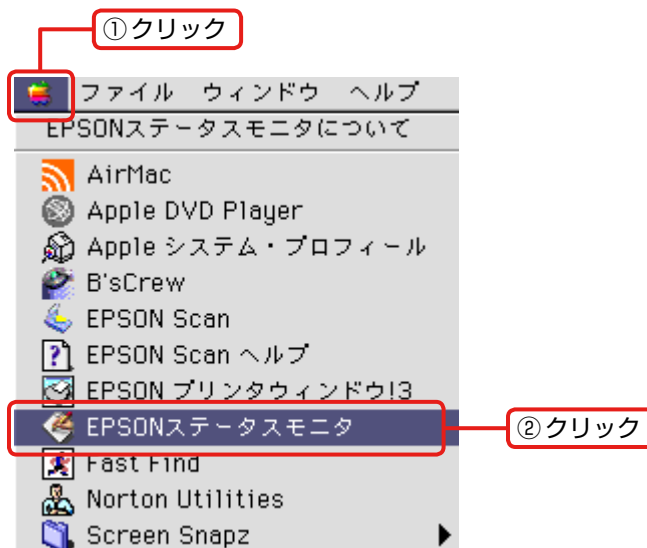 ①クリック
ファイル ウィンドウ ヘルプ
EPSONステータスモニタについて
AirMac
Apple DVD Player
Apple システム・プロフィール
B'sCrew
EPSON Scan
EPSON Scan ヘルプ
EPSON プリンタウィンドウ!3
EPSONステータスモニタ
②クリック
Fast Find
Norton Utilities
Screen Snapz